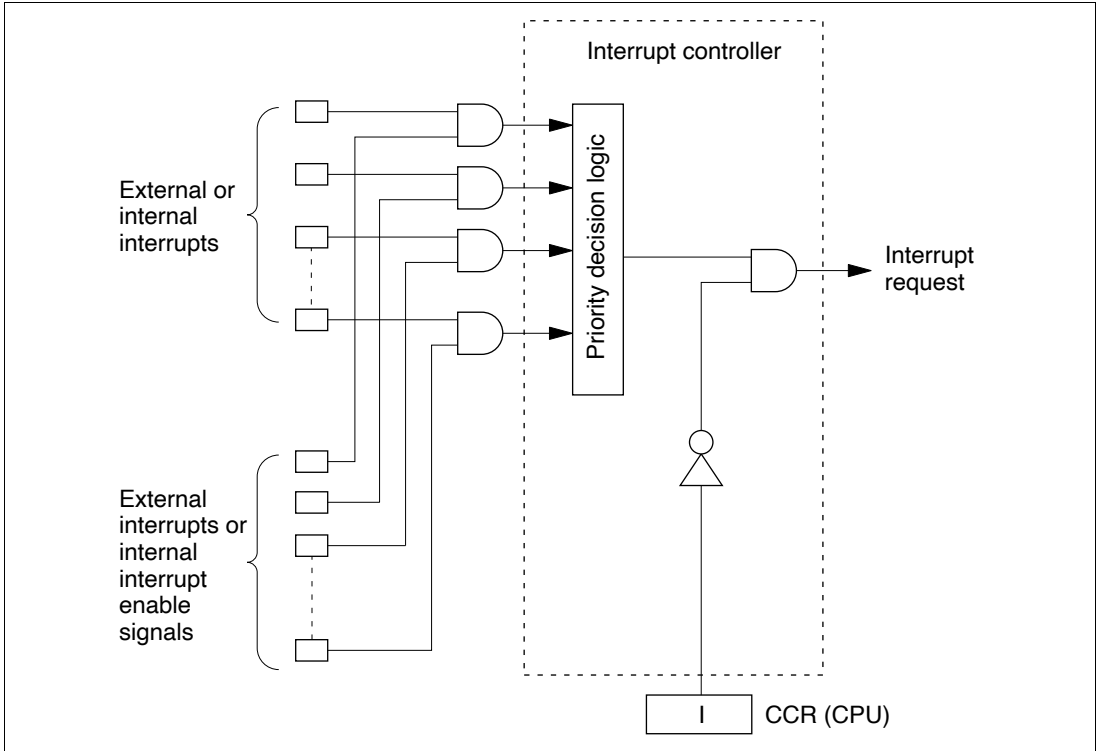 Interrupt controller
External or
internal
interrupts
Priority decision logic
Interrupt
request
External
interrupts or
internal
interrupt
enable
signals
I
CCR (CPU)